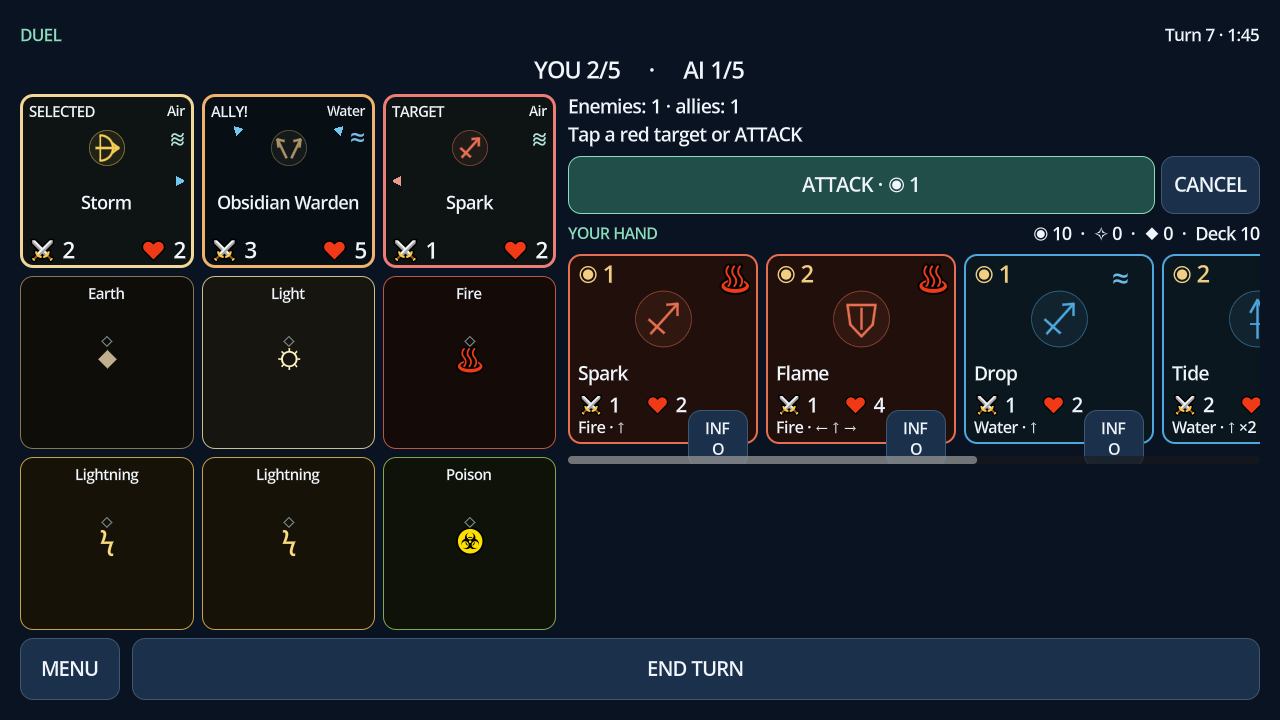 DUEL
Turn 7 · 1:45
YOU 2/5 · AI 1/5
SELECTED
Air
Storm
2
2
ALLY!
Water
Obsidian Warden
3
5
TARGET
Air
Spark
1
2
Earth
Light
Fire
Lightning
Lightning
Poison
Enemies: 1 · allies: 1
Tap a red target or ATTACK
ATTACK · ◉ 1
CANCEL
YOUR HAND
◉ 10 · ✧ 0 · ◆ 0 · Deck 10
◉ 1
Spark
1
2
Fire · ↑
INF
O
◉ 2
Flame
1
4
Fire · ← ↑ →
INF
O
◉ 1
Drop
1
2
Water · ↑
INF
O
◉ 2
Tide
2
Water · ↑ ×2
MENU
END TURN